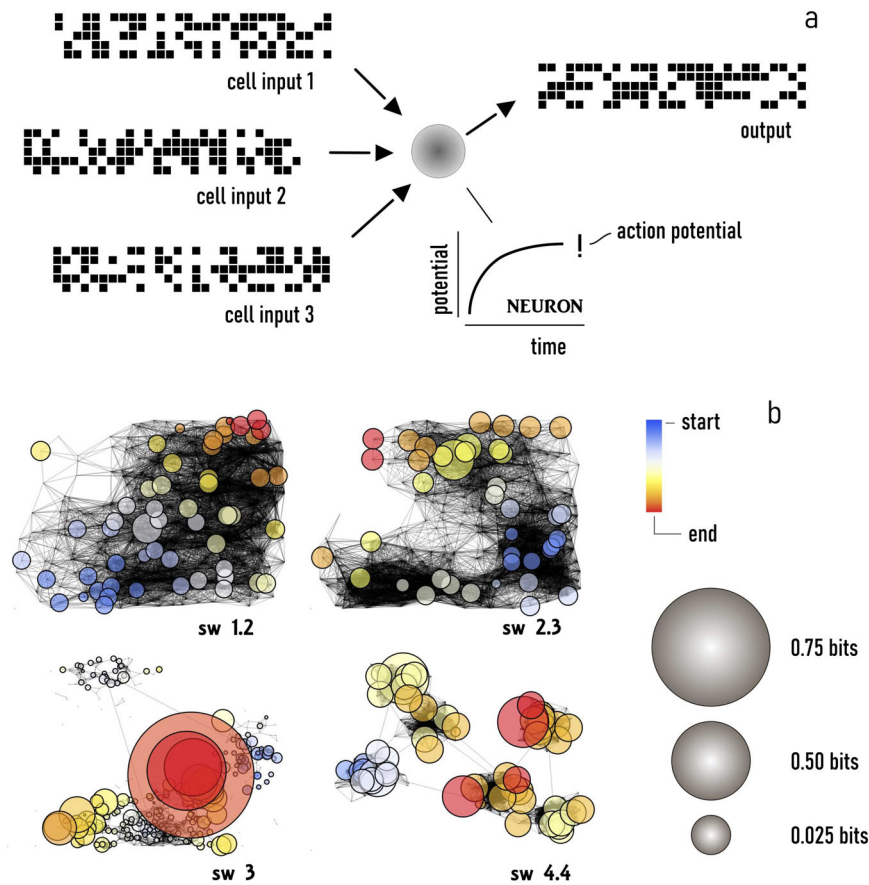 a
cell input 1
output
cell input 2
cell input 3
potential
! action potential
NEURON
time
b
start
end
sw 1.2
sw 2.3
0.75 bits
0.50 bits
0.025 bits
sw 3
sw 4.4